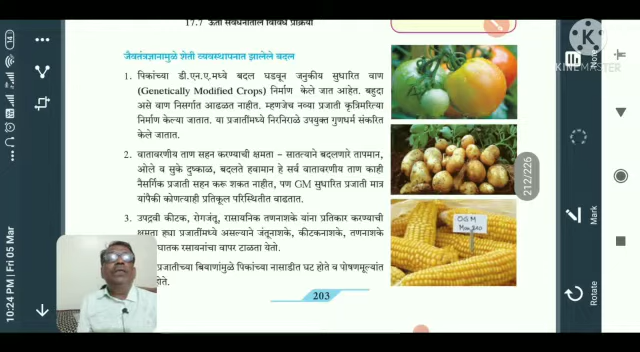 17.7 ऊती संवर्धनातील विविध प्रक्रिया
जैवतंत्रज्ञानामुळे शेती व्यवस्थापनात झालेले बदल
1. पिकांच्या डी.एन.ए.मध्ये बदल घडवून जनुकीय सुधारित वाण
(Genetically Modified Crops) निर्माण केले जात आहेत. बहुदा
असे वाण निसर्गात आढळत नाहीत. म्हणजेच नव्या प्रजाती कृत्रिमरित्या
निर्माण केल्या जातात. या प्रजातींमध्ये निरनिराळे उपयुक्त गुणधर्म संकरित
केले जातात.
2. वातावरणीय ताण सहन करण्याची क्षमता - सातत्याने बदलणारे तापमान,
ओले व सुके दुष्काळ, बदलते हवामान हे सर्व वातावरणीय ताण काही
नैसर्गिक प्रजाती सहन करू शकत नाहीत, पण GM सुधारित प्रजाती मात्र
यांपैकी कोणत्याही प्रतिकूल परिस्थितीत वाढतात.
3. उपद्रवी कीटक, रोगजंतू, रासायनिक तणनाशके यांना प्रतिकार करण्याची
क्षमता ह्या प्रजातींमध्ये असल्याने जंतूनाशके, कीटकनाशके, तणनाशके
घातक रसायनांचा वापर टाळता येतो.
प्रजातीच्या बियाणांमुळे पिकांच्या नासाडीत घट होते व पोषणमूल्यांत
होते.
203
OGM
212/226
Mark
Rotate
10:24 PM Fri 05 Mar
14
K
KINEMASTER